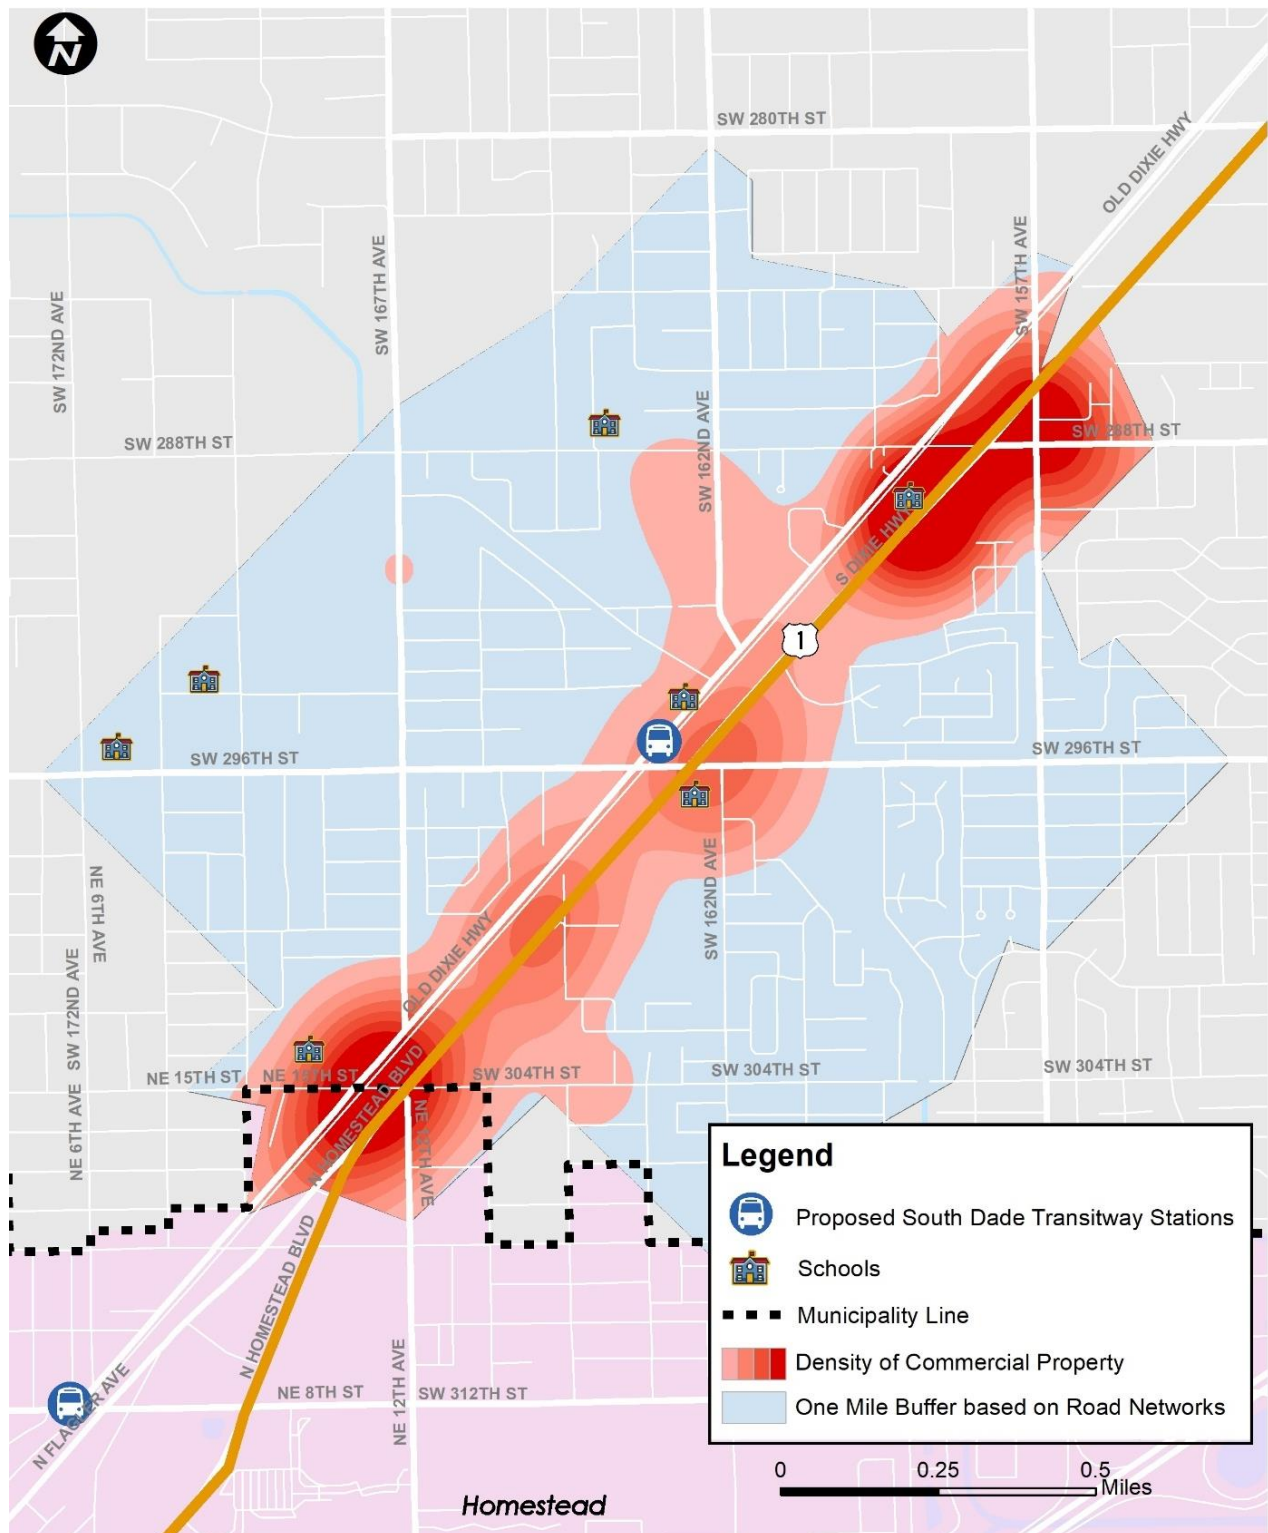 N
SW 280TH ST
OLD DIXIE HWY
SW 157TH AVE
SW 167TH AVE
SW 172ND AVE
SW 162ND AVE
SW 288TH ST
SW 288TH ST
S DIXIE HWY
1
SW 296TH ST
SW 296TH ST
SW 162ND AVE
NE 6TH AVE
SW 172ND AVE
OLD DIXIE HWY
NE 15TH ST
NE 15TH ST
SW 304TH ST
SW 304TH ST
SW 304TH ST
NE 6TH AVE
N HOMESTEAD BLVD
NE 12TH AVE
N HOMESTEAD BLVD
NE 12TH AVE
NE 8TH ST
SW 312TH ST
N FLAGLER AVE
Homestead
Legend
Proposed South Dade Transitway Stations
Schools
Municipality Line
Density of Commercial Property
One Mile Buffer based on Road Networks
0 0.25 0.5
Miles